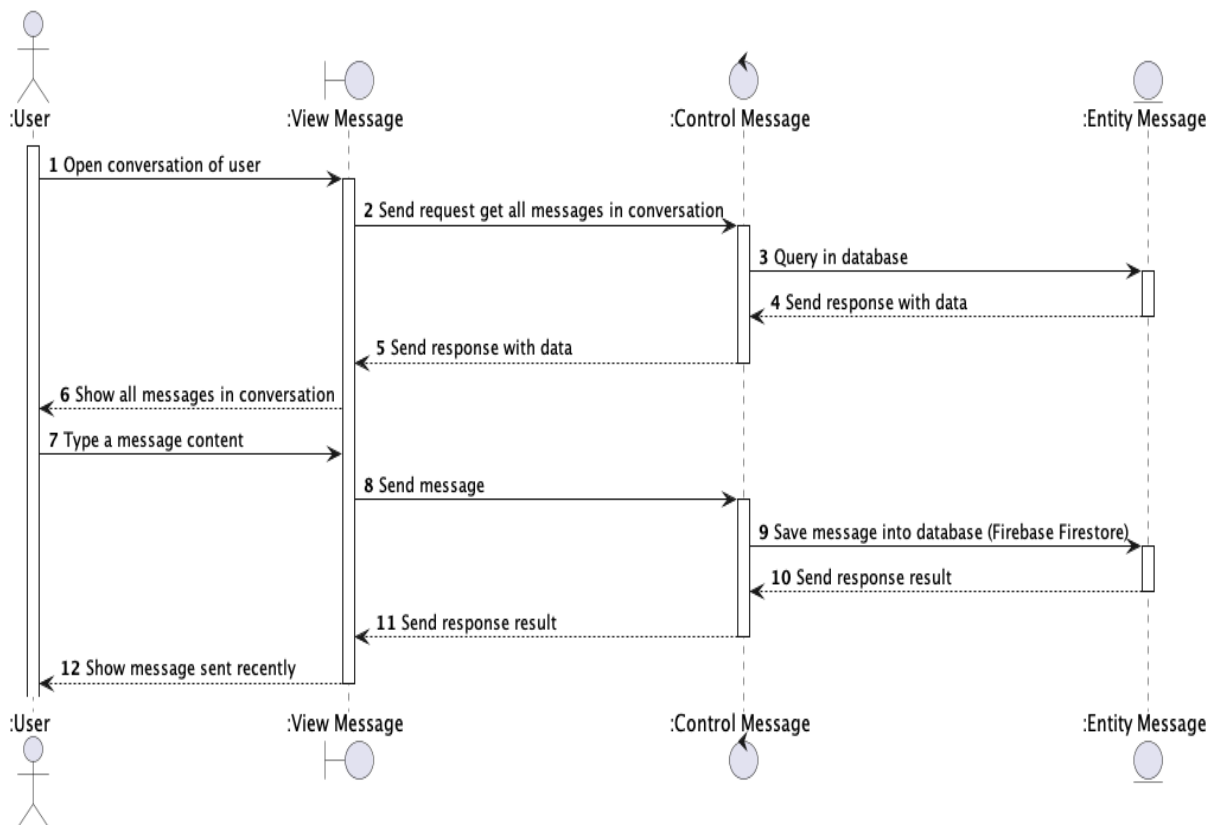 :User
:View Message
:Control Message
:Entity Message
1 Open conversation of user
2 Send request get all messages in conversation
3 Query in database
4 Send response with data
5 Send response with data
6 Show all messages in conversation
7 Type a message content
8 Send message
9 Save message into database (Firebase Firestore)
10 Send response result
11 Send response result
12 Show message sent recently
:User
:View Message
:Control Message
:Entity Message